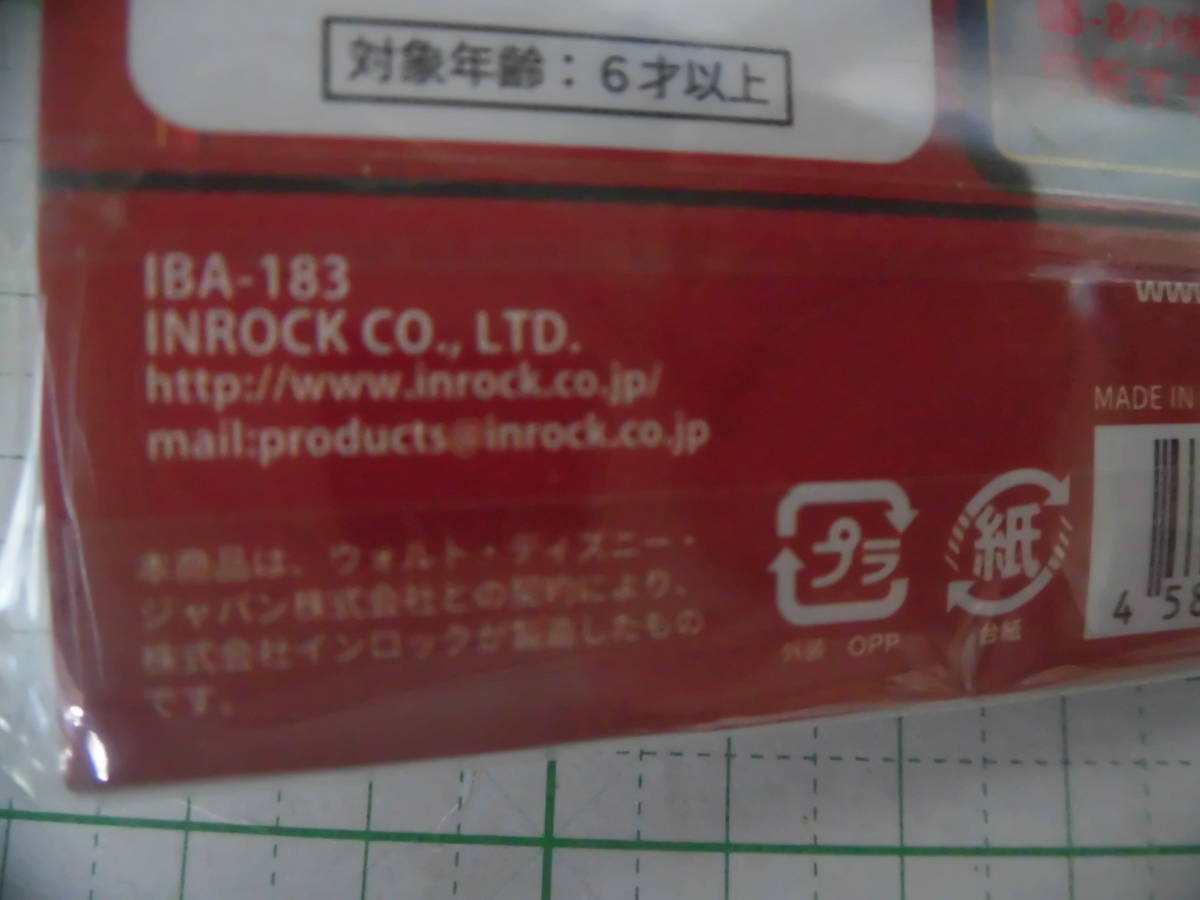 対象年齢：6才以上
IBA-183
INROCK CO., LTD.
http://www.inrock.co.jp/
mail:products@inrock.co.jp
本商品は、ウォルト・ディズニー・
ジャパン株式会社との契約により、
株式会社インロックが製造したもの
です。
プラ
外装 OPP
紙
台紙
www
MADE IN
4 58